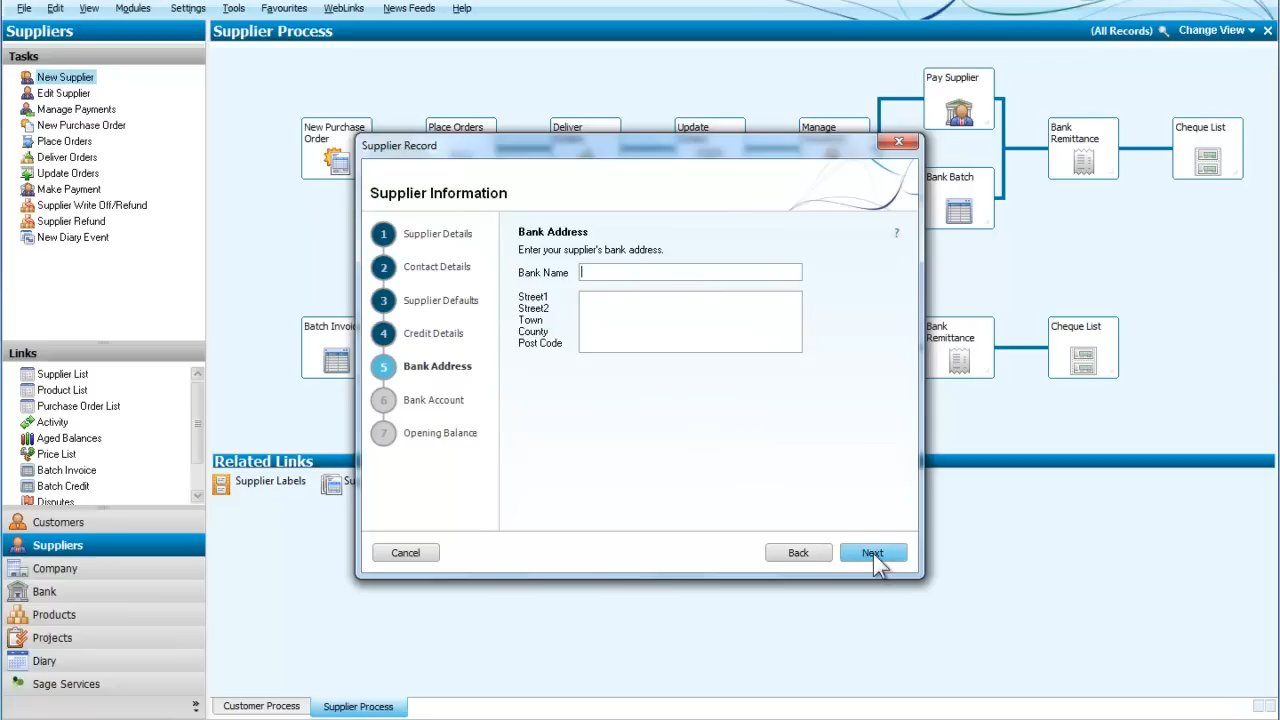 File Edit View Modules Settings Tools Favourites WebLinks News Feeds Help
Suppliers
Supplier Process
(All Records)
Change View
Tasks
New Supplier
Edit Supplier
Manage Payments
New Purchase Order
Place Orders
Deliver Orders
Update Orders
Make Payment
Supplier Write Off/Refund
Supplier Refund
New Diary Event
Links
Supplier List
Product List
Purchase Order List
Activity
Aged Balances
Price List
Batch Invoice
Batch Credit
Disputes
Customers
Suppliers
Company
Bank
Products
Projects
Diary
Sage Services
New Purchase
Order
Place Orders
Deliver
Update
Manage
Pay Supplier
Bank Batch
Bank
Remittance
Cheque List
Batch Invoi
Bank
Remittance
Cheque List
Supplier Record
Supplier Information
1 Supplier Details
2 Contact Details
3 Supplier Defaults
4 Credit Details
5 Bank Address
6 Bank Account
7 Opening Balance
Bank Address
?
Enter your supplier's bank address.
Bank Name
Street1
Street2
Town
County
Post Code
Cancel
Back
Next
Related Links
Supplier Labels
Su
Customer Process
Supplier Process